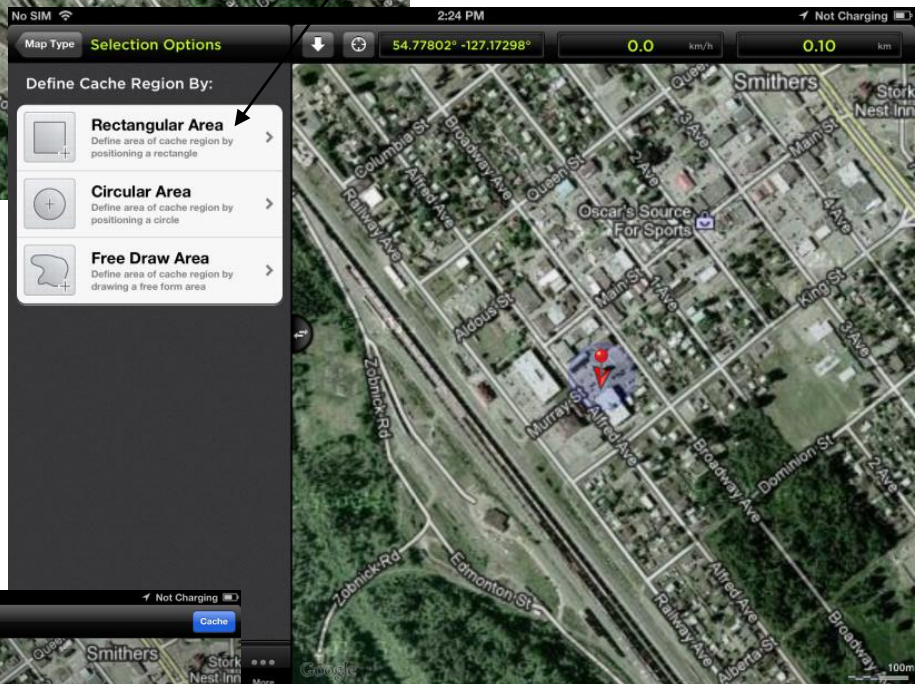 No SIM
2:24 PM
Not Charging
Map Type
Selection Options
54.77802° -127.17298°
0.0 km/h
0.10 km
Define Cache Region By:
Rectangular Area
Define area of cache region by
positioning a rectangle
Circular Area
Define area of cache region by
positioning a circle
Free Draw Area
Define area of cache region by
drawing a free form area
Queen
Smithers
Stork
Nest Inn
3 Ave
Main St
Columbia St
Broadway Ave
2 Ave
4 Ave
Alfred Ave
Queen St
Railway Ave
Oscar's Source
For Sports
Main St
1 Ave
King St
3 Ave
Aldous St
Zobnick Rd
Murray St
Alfred Ave
Broadway Ave
Dominion St
2 Ave
Zobnick Rd
Edmonton St
Railway Ave
Alfred Ave
Alberta St
Broadway
Google
100m
Not Charging
Cache
Queen
Smithers
Stork
Nest Inn
More